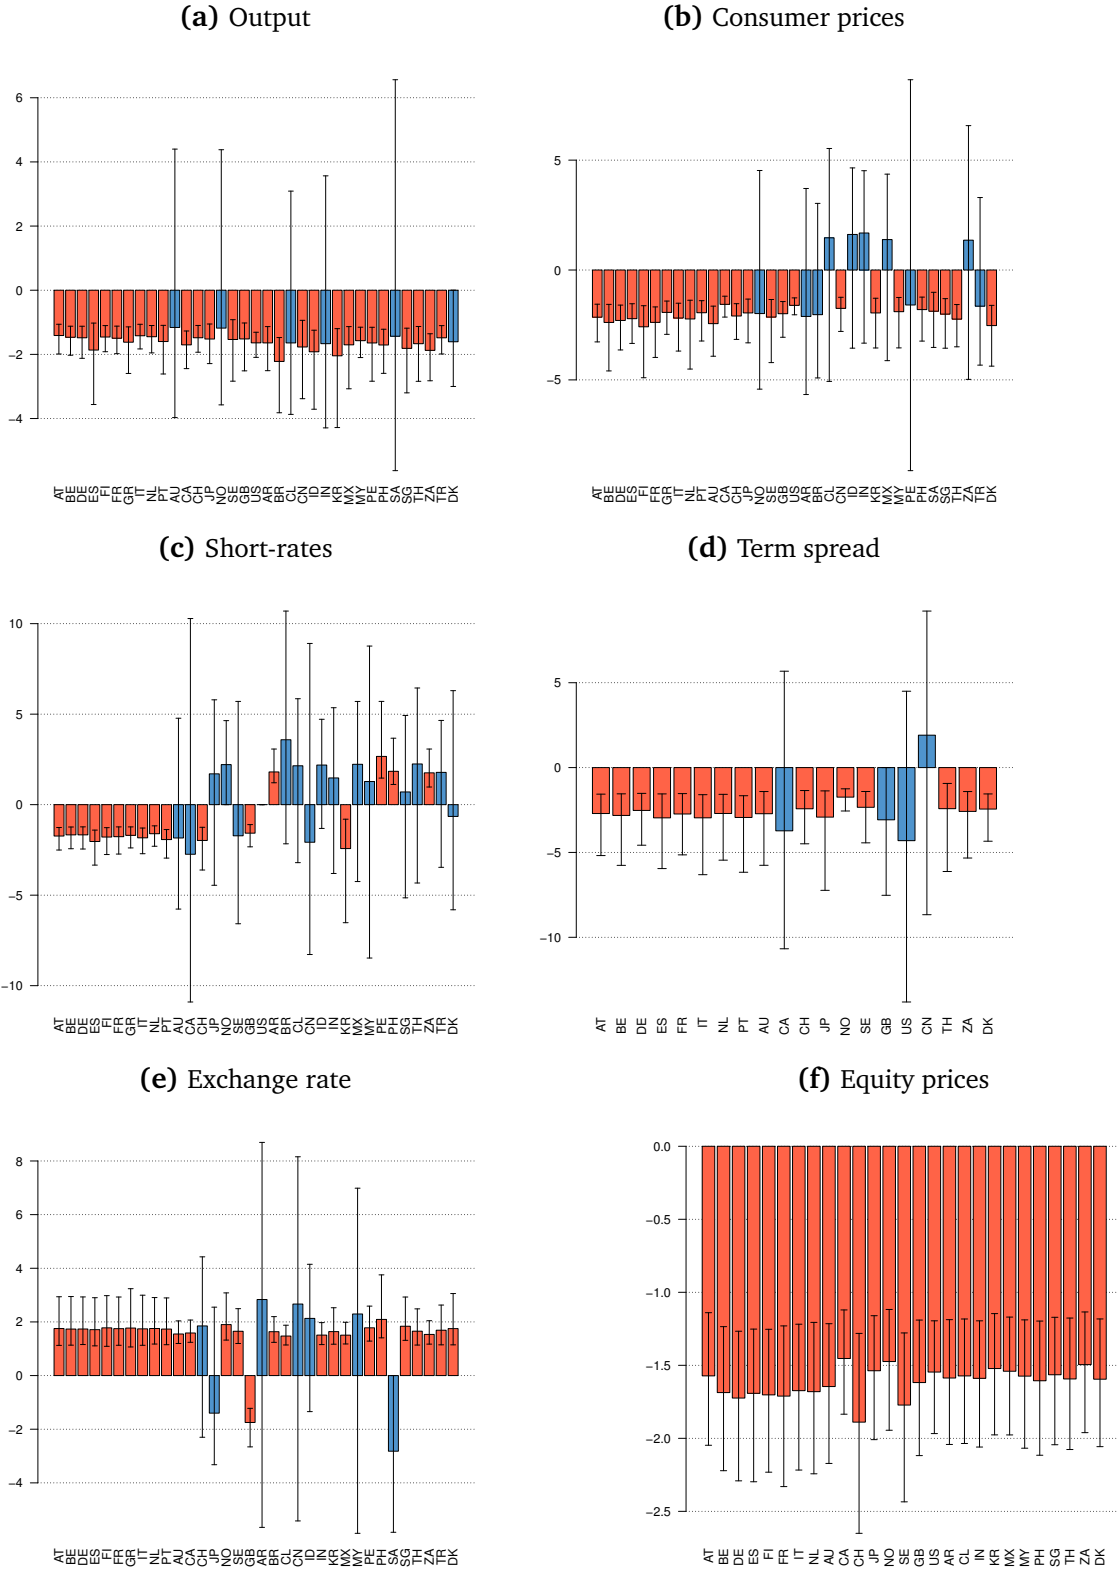 (a) Output
(b) Consumer prices
6
4
2
0
−2
−4
AT BE DE ES FI FR GR IT NL PT AU CA CH JP NO SE GB US AR BR CL CN ID IN KR MX MY PE PH SA SG TH ZA TR DK
5
0
−5
AT BE DE ES FI FR GR IT NL PT AU CA CH JP NO SE GB US AR BR CL CN ID IN KR MX MY PE PH SA SG TH ZA TR DK
(c) Short-rates
(d) Term spread
10
5
0
−5
−10
AT BE DE ES FI FR GR IT NL PT AU CA CH JP NO SE GB US AR BR CL CN ID IN KR MX MY PE PH SG TH ZA TR DK
5
0
−5
−10
AT BE DE ES FR IT NL PT AU CA CH JP NO SE GB US CN TH ZA DK
(e) Exchange rate
(f) Equity prices
8
6
4
2
0
−2
−4
AT BE DE ES FI FR GR IT NL PT AU CA CH JP NO SE GB AR BR CL CN ID IN KR MX MY PE PH SA SG TH ZA TR DK
0.0
−0.5
−1.0
−1.5
−2.0
−2.5
AT BE DE ES FI FR IT NL AU CA CH JP NO SE GB US AR CL IN KR MX MY PH SG TH ZA DK